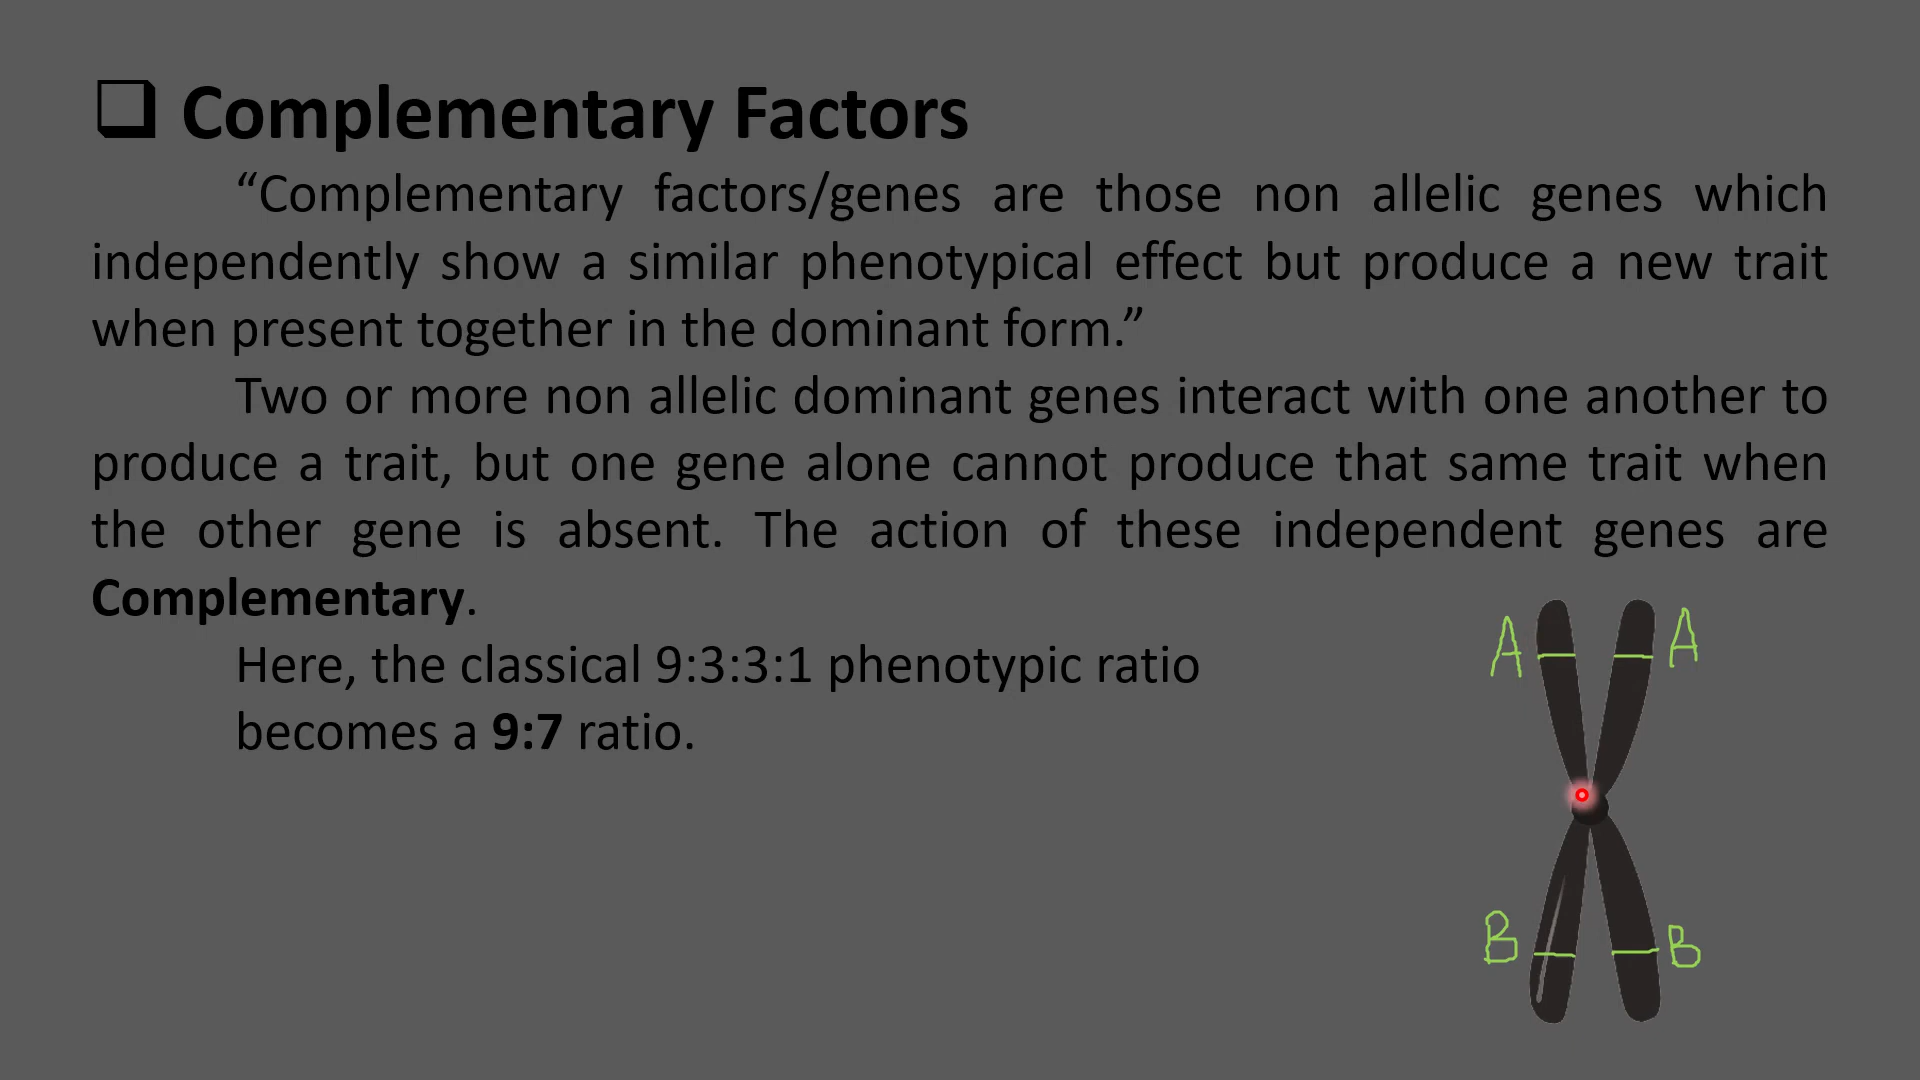 Complementary Factors
“Complementary factors/genes are those non allelic genes which
independently show a similar phenotypical effect but produce a new trait
when present together in the dominant form.”
Two or more non allelic dominant genes interact with one another to
produce a trait, but one gene alone cannot produce that same trait when
the other gene is absent. The action of these independent genes are
Complementary.
Here, the classical 9:3:3:1 phenotypic ratio
becomes a 9:7 ratio.
A A
B B